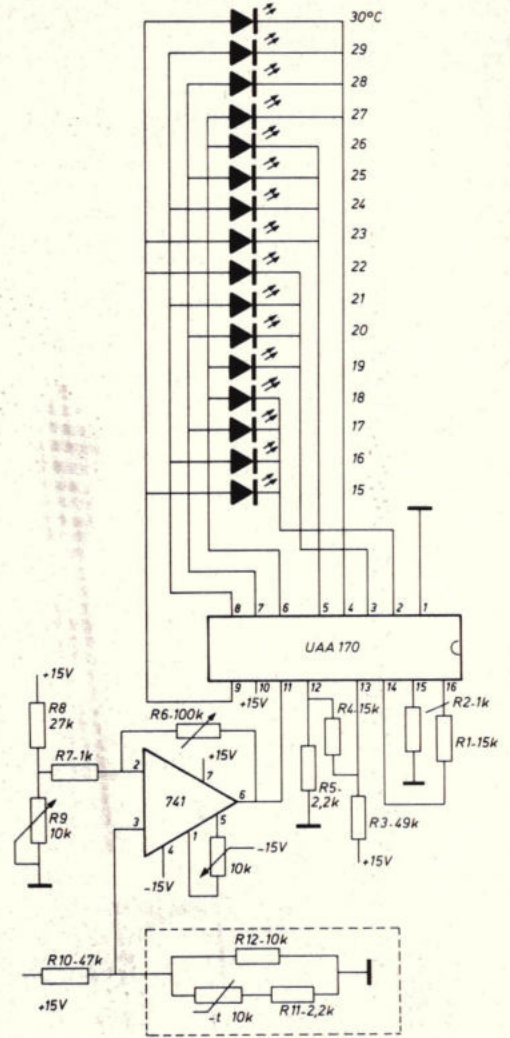 30°C
29
28
27
26
25
24
23
22
21
20
19
18
17
16
15
8 7 6 5 4 3 2 1
UAA 170
9 10 11 12 13 14 15 16
+15V
+15V
R8
27k
R7-1k
R9
10k
R6-100k
+15V
2
7
741
6
3
1
5
4
-15V
-15V
10k
R4-15k
R5-
2,2k
R3-49k
+15V
R2-1k
R1-15k
R10-47k
+15V
R12-10k
-t 10k
R11-2,2k